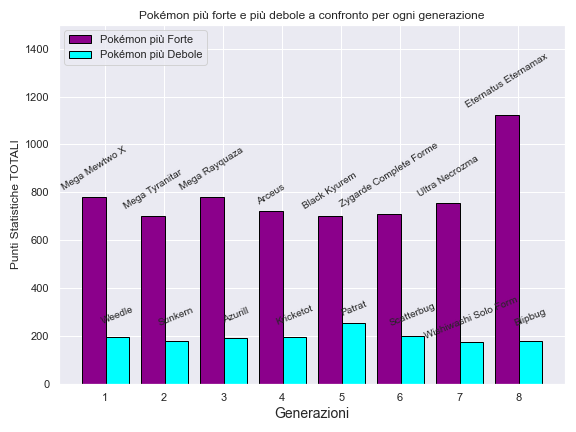 Pokémon più forte e più debole a confronto per ogni generazione
Pokémon più Forte
Pokémon più Debole
Punti Statistiche TOTALI
1400
1200
1000
800
600
400
200
0
Mega Mewtwo X
Mega Tyranitar
Mega Rayquaza
Arceus
Black Kyurem
Zygarde Complete Forme
Ultra Necrozma
Eternatus Eternamax
Weedle
Sunkern
Azurill
Kricketot
Patrat
Scatterbug
Wishiwashi Solo Form
Nipbug
1 2 3 4 5 6 7 8
Generazioni